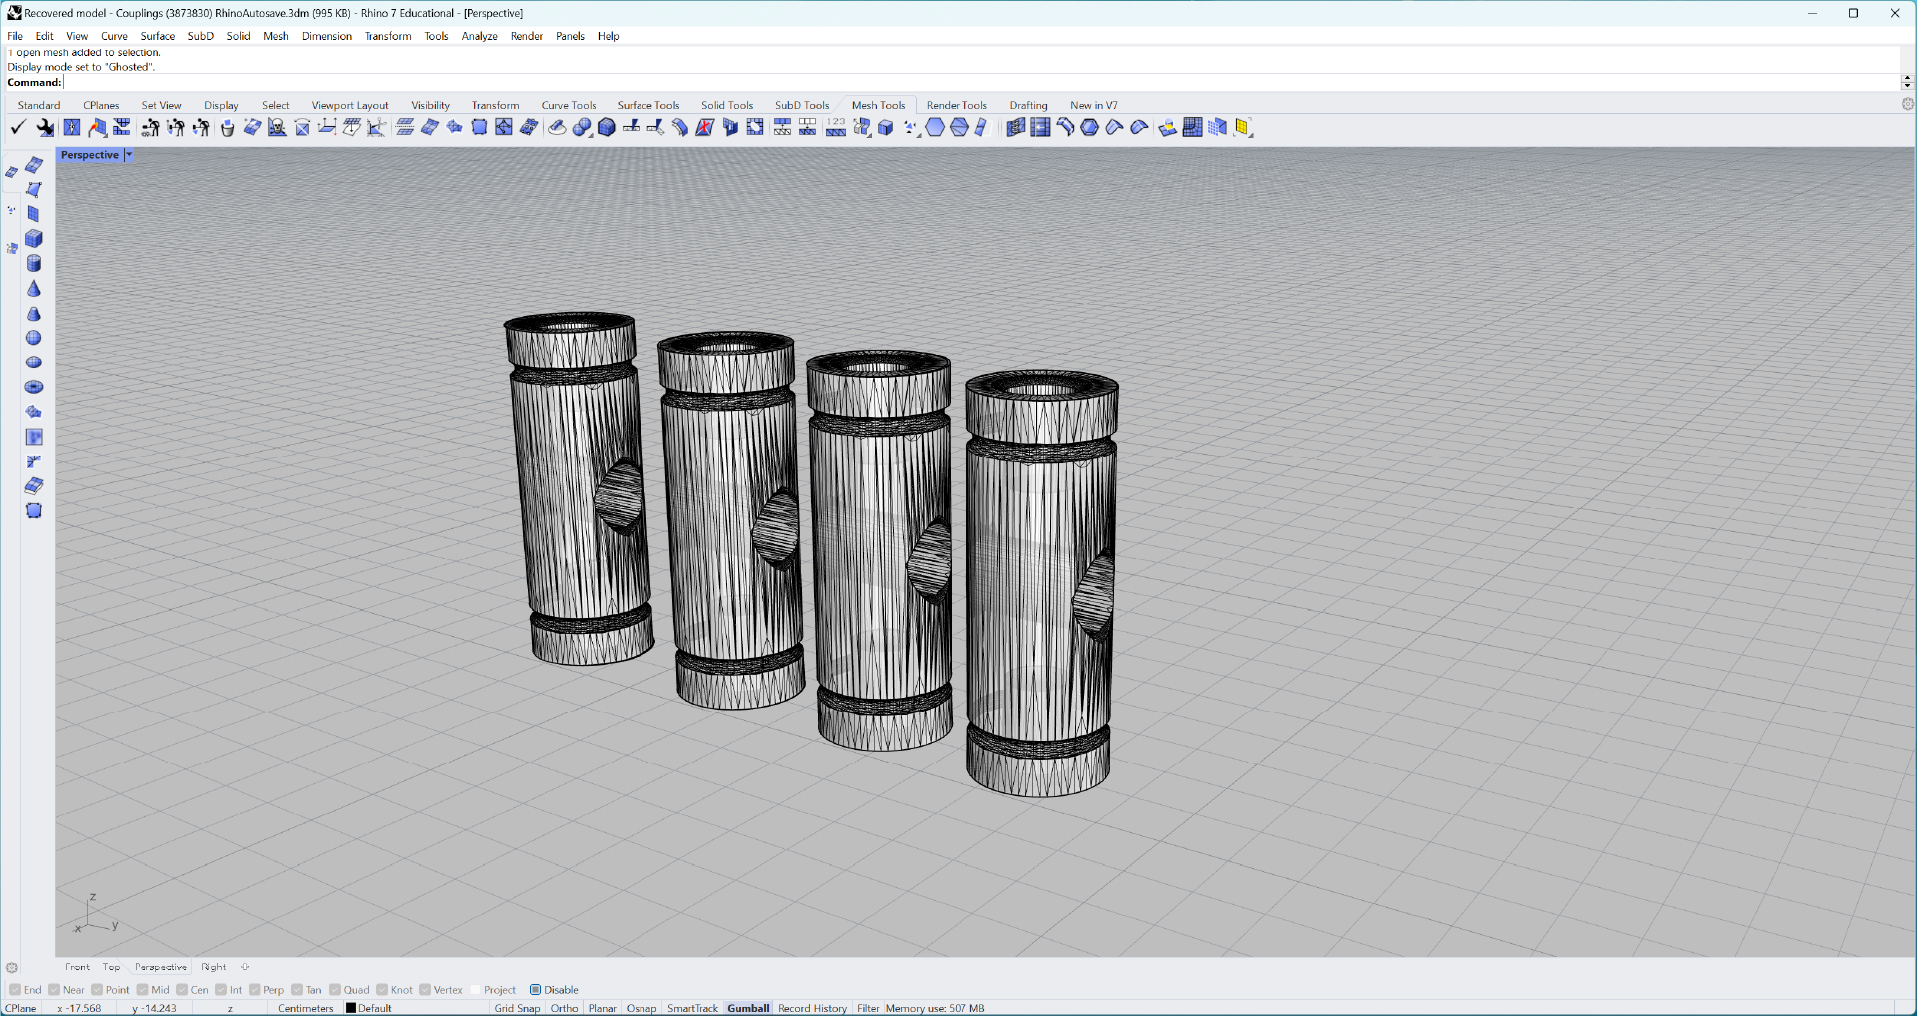 Recovered model - Couplings (3873830) RhinoAutosave.3dm (995 KB) - Rhino 7 Educational - [Perspective]
File Edit View Curve Surface SubD Solid Mesh Dimension Transform Tools Analyze Render Panels Help
1 open mesh added to selection.
Display mode set to "Ghosted".
Command:
Standard CPlanes Set View Display Select Viewport Layout Visibility Transform Curve Tools Surface Tools Solid Tools SubD Tools Mesh Tools Render Tools Drafting New in V7
123
Perspective
z
x y
Front Top Perspective Right
End Near Point Mid Cen Int Perp Tan Quad Knot Vertex Project Disable
CPlane x -17.568 y -14.243 z Centimeters Default Grid Snap Ortho Planar Osnap SmartTrack Gumball Record History Filter Memory use: 507 MB